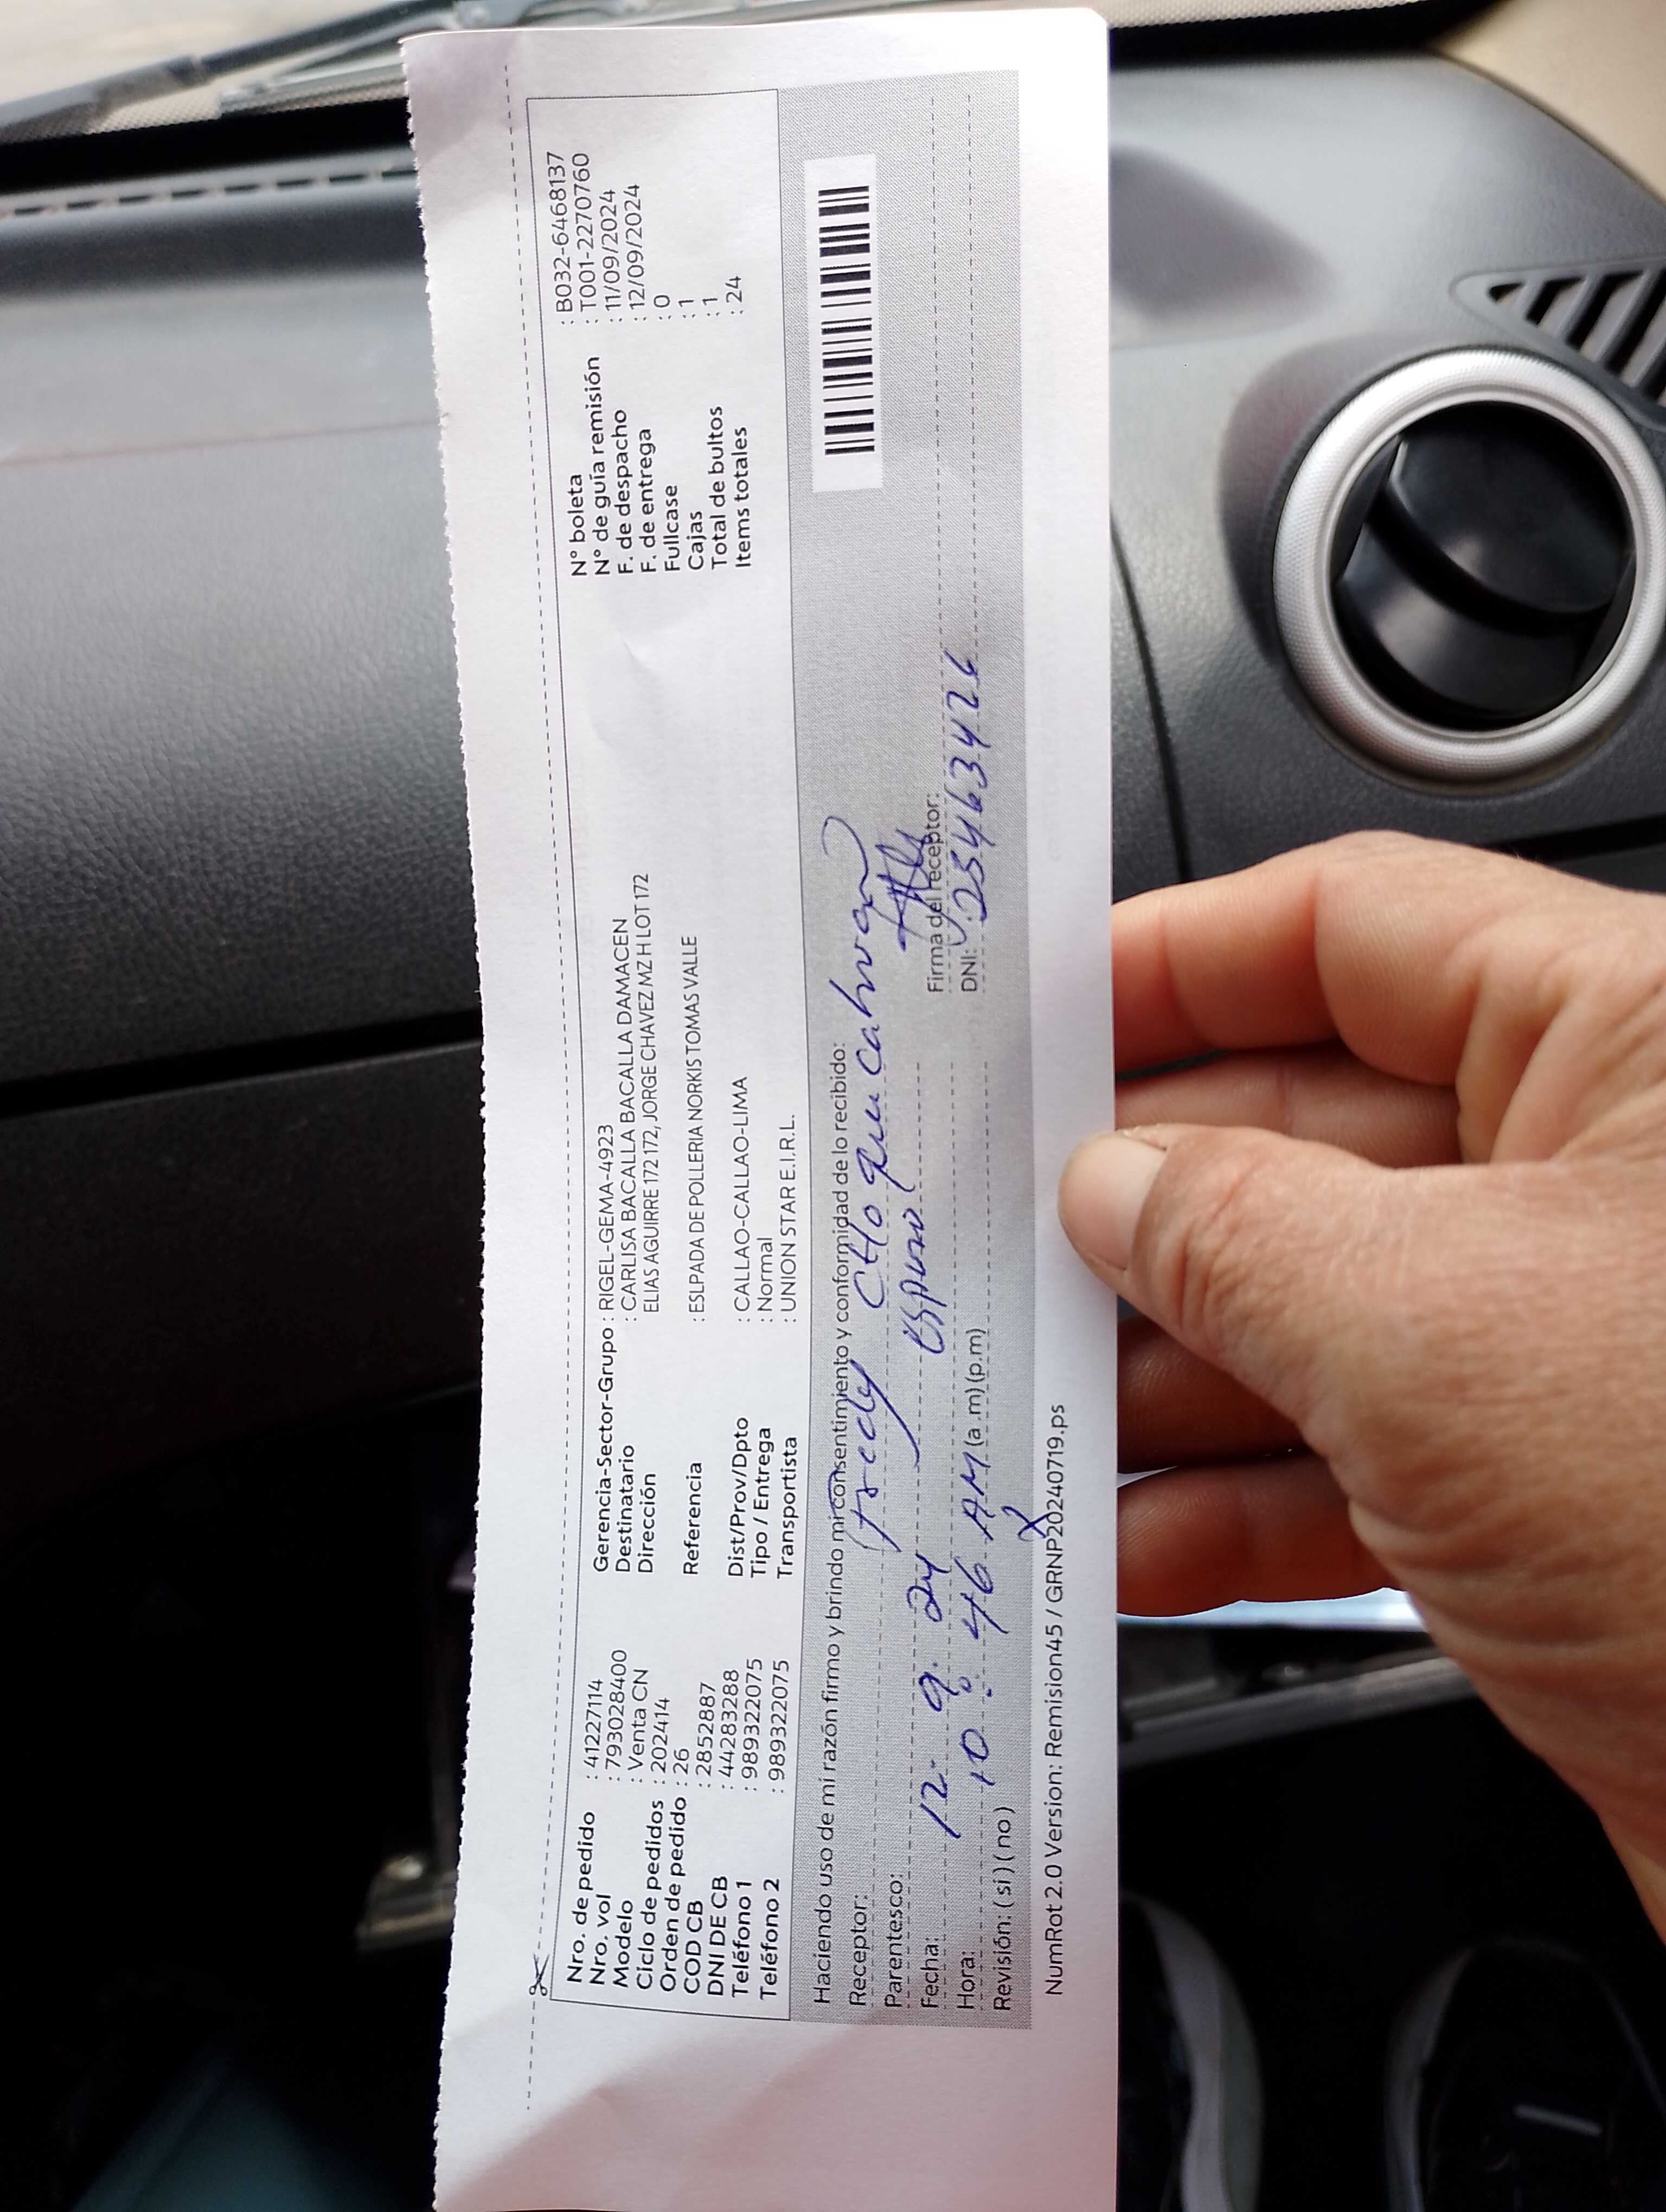 Nro. de pedido : 41227114
Nro. vol : 793028400
Modelo : Venta CN
Ciclo de pedidos : 202414
Orden de pedido : 26
COD CB : 2852887
DNI DE CB : 44283288
Teléfono 1 : 989322075
Teléfono 2 : 989322075
Gerencia-Sector-Grupo : RIGEL-GEMA-4923
Destinatario : CARLISA BACALLA BACALLA DAMACEN
Dirección ELIAS AGUIRRE 172 172, JORGE CHAVEZ MZ H LOT 172
Referencia : ESLPADA DE POLLERIA NORKIS TOMAS VALLE
Dist/Prov/Dpto : CALLAO-CALLAO-LIMA
Tipo / Entrega : Normal
Transportista : UNION STAR E.I.R.L.
N° boleta : B032-6468137
N° de guía remisión : T001-2270760
F. de despacho : 11/09/2024
F. de entrega : 12/09/2024
Fullcase : 0
Cajas : 1
Total de bultos : 1
Items totales : 24
Haciendo uso de mi razón firmo y brindo mi consentimiento y conformidad de lo recibido:
Receptor: Fredy
Parentesco: Esposo
Fecha: 12. 9. 24
Firma del receptor:
Hora: 10:46 AM (a.m) (p.m)
DNI: 25463426
Revisión: ( si ) ( no )
NumRot 2.0 Version: Remision45 / GRNP20240719.ps